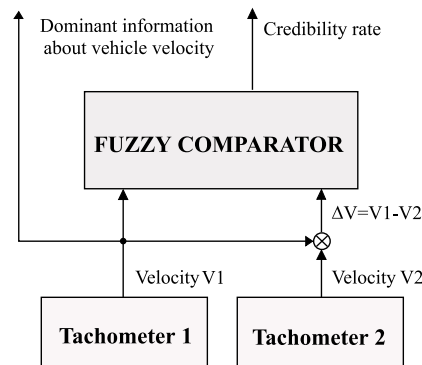 Dominant information
about vehicle velocity
Credibility rate
FUZZY COMPARATOR
ΔV=V1-V2
Velocity V1
Velocity V2
Tachometer 1
Tachometer 2